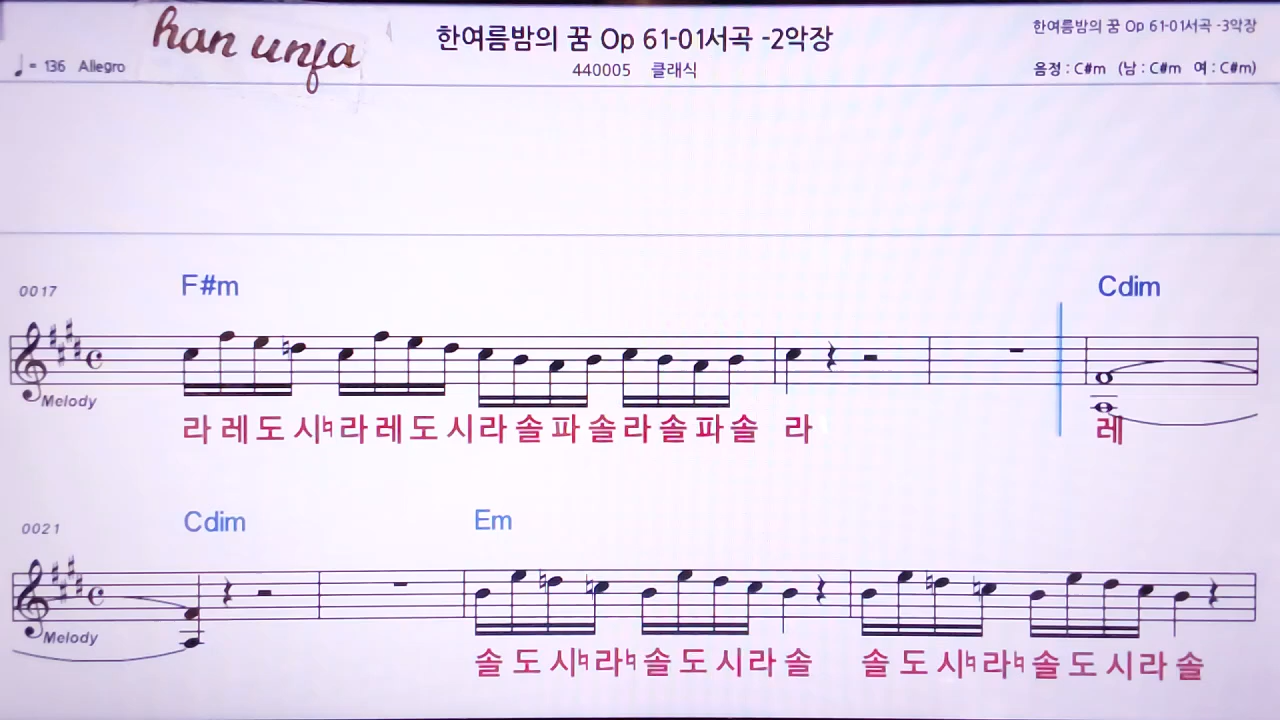 han unfa
한여름밤의 꿈 Op 61-01서곡 -2악장
한여름밤의 꿈 Op 61-01서곡 -3악장
♩= 136 Allegro
440005 클래식
음정 : C#m (남 : C#m 여 : C#m)
F#m Cdim
0017
Melody
라 레 도 시♮ 라 레 도 시 라 솔 파 솔 라 솔 파 솔 라 레
Cdim Em
0021
Melody
솔 도 시♮ 라♮ 솔 도 시 라 솔 솔 도 시♮ 라♮ 솔 도 시 라 솔